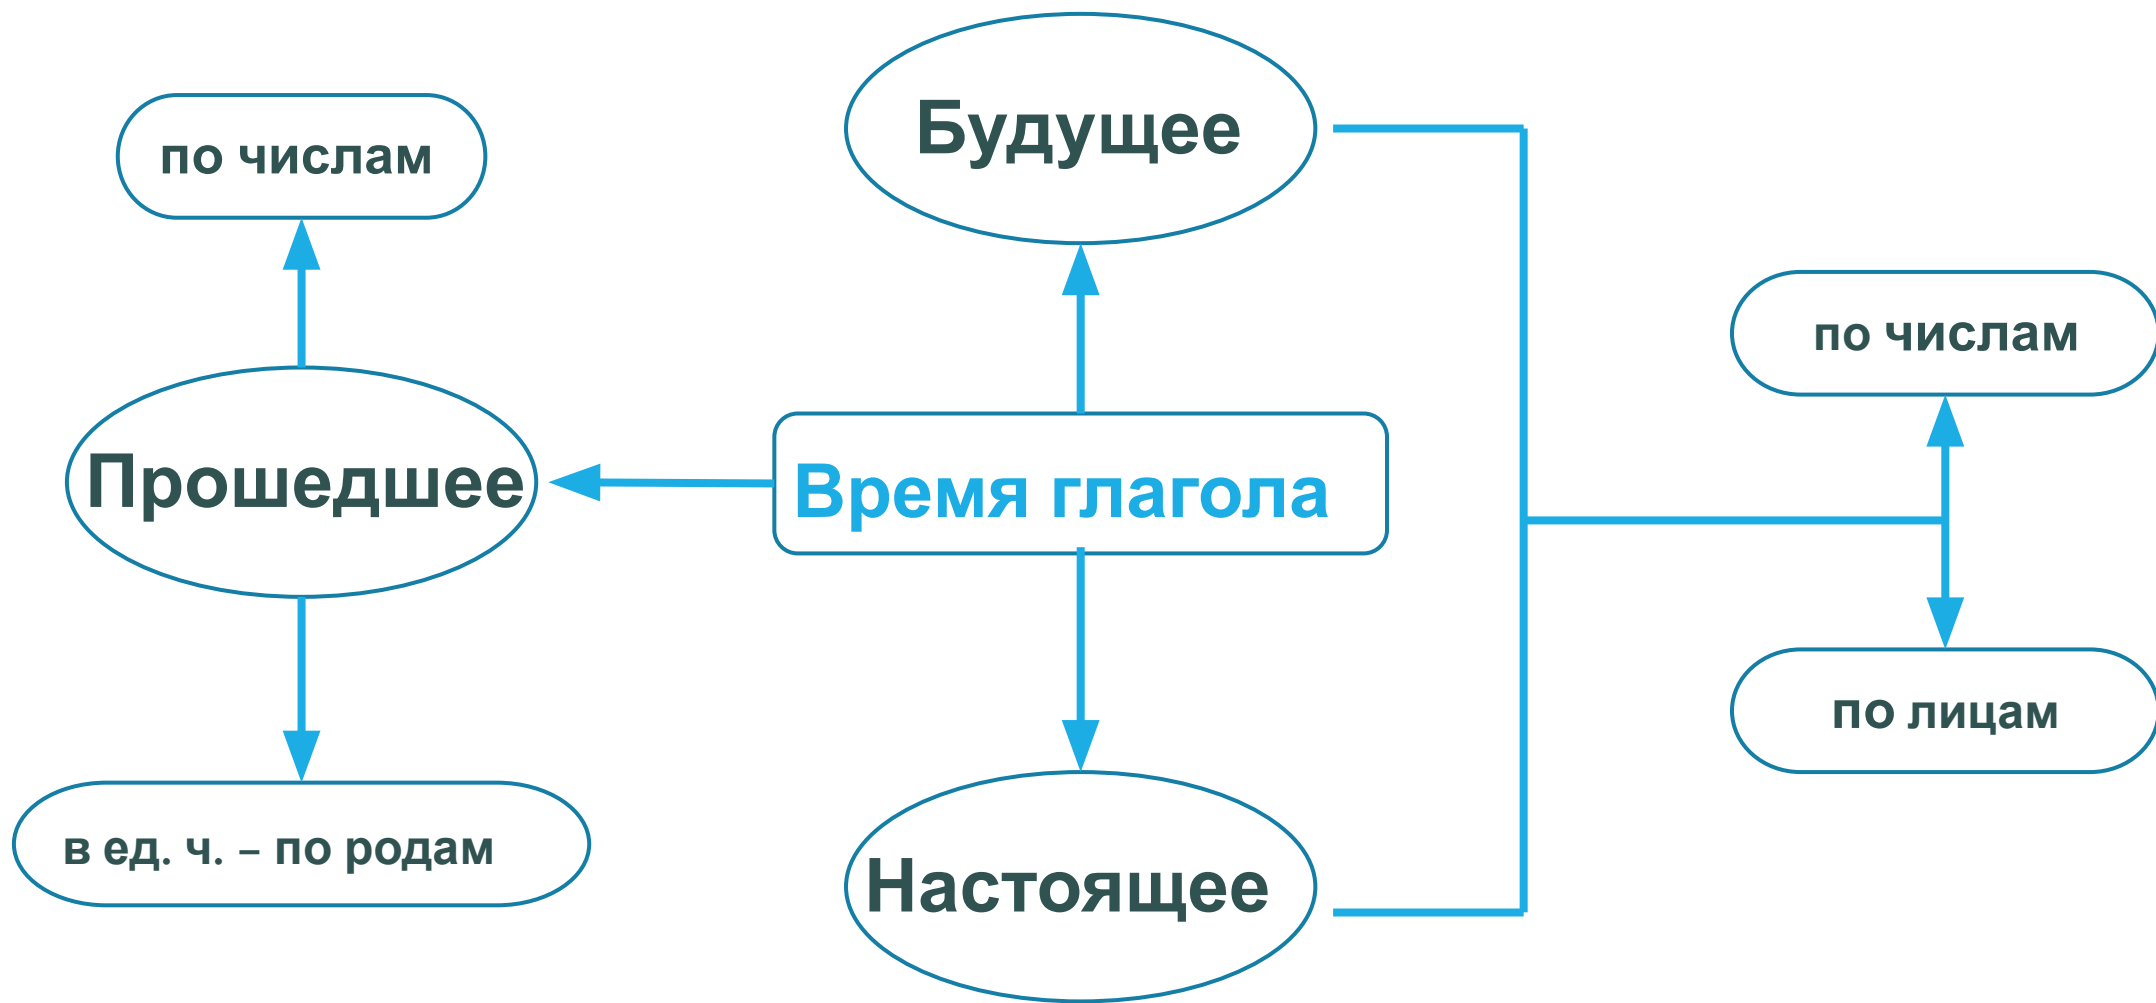 Будущее
по числам
по числам
Прошедшее
Время глагола
по лицам
в ед. ч. – по родам
Настоящее